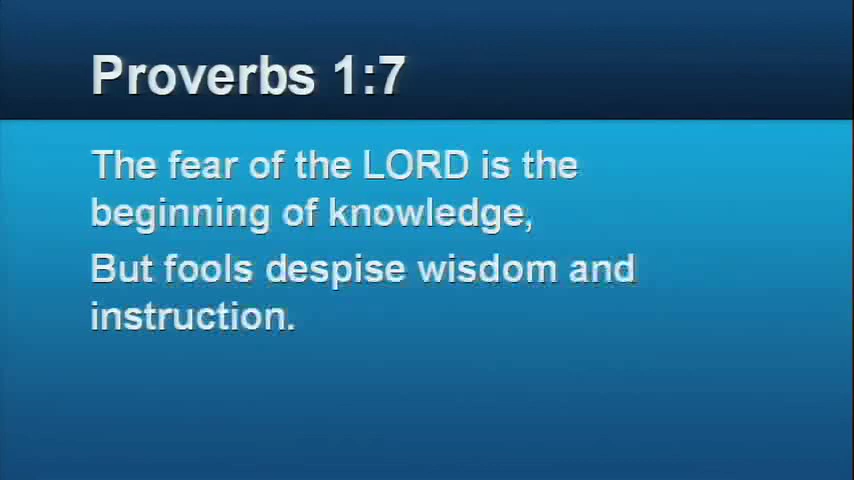 Proverbs 1:7
The fear of the LORD is the
beginning of knowledge,
But fools despise wisdom and
instruction.